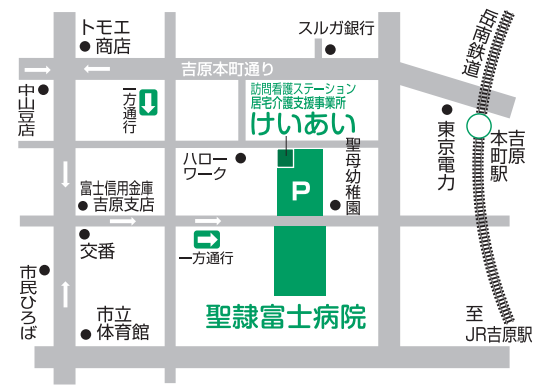 トモエ
商店
スルガ銀行
岳南鉄道
吉原本町通り
中山豆店
一方通行
訪問看護ステーション
居宅介護支援事業所
けいあい
東京電力
吉原
本町駅
ハロー
ワーク
聖母幼稚園
P
富士信用金庫
吉原支店
交番
一方通行
市民ひろば
市立
体育館
聖隷富士病院
至
JR吉原駅